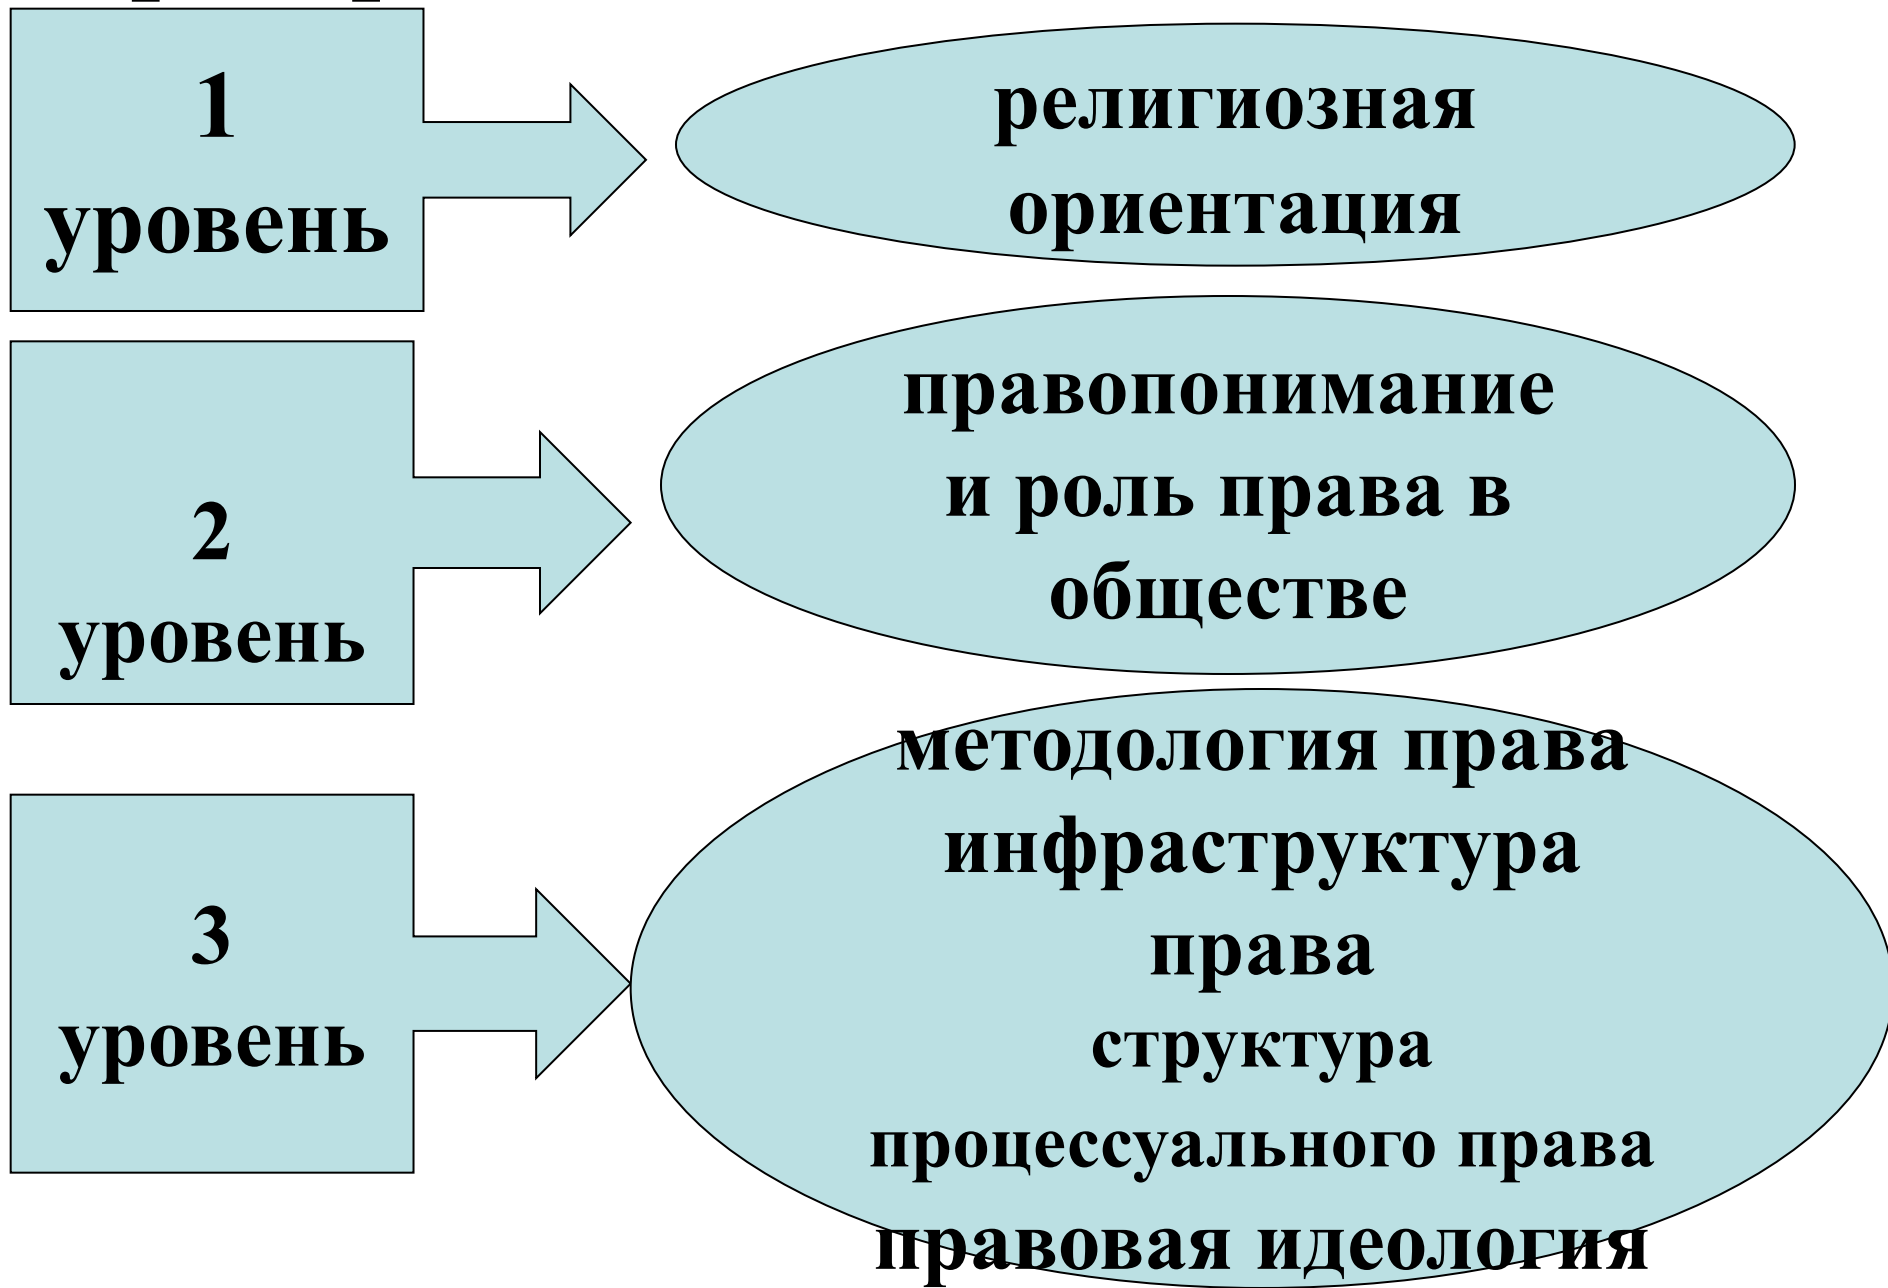 1
уровень
религиозная
ориентация
2
уровень
правопонимание
и роль права в
обществе
3
уровень
методология права
инфраструктура
права
структура
процессуального права
правовая идеология